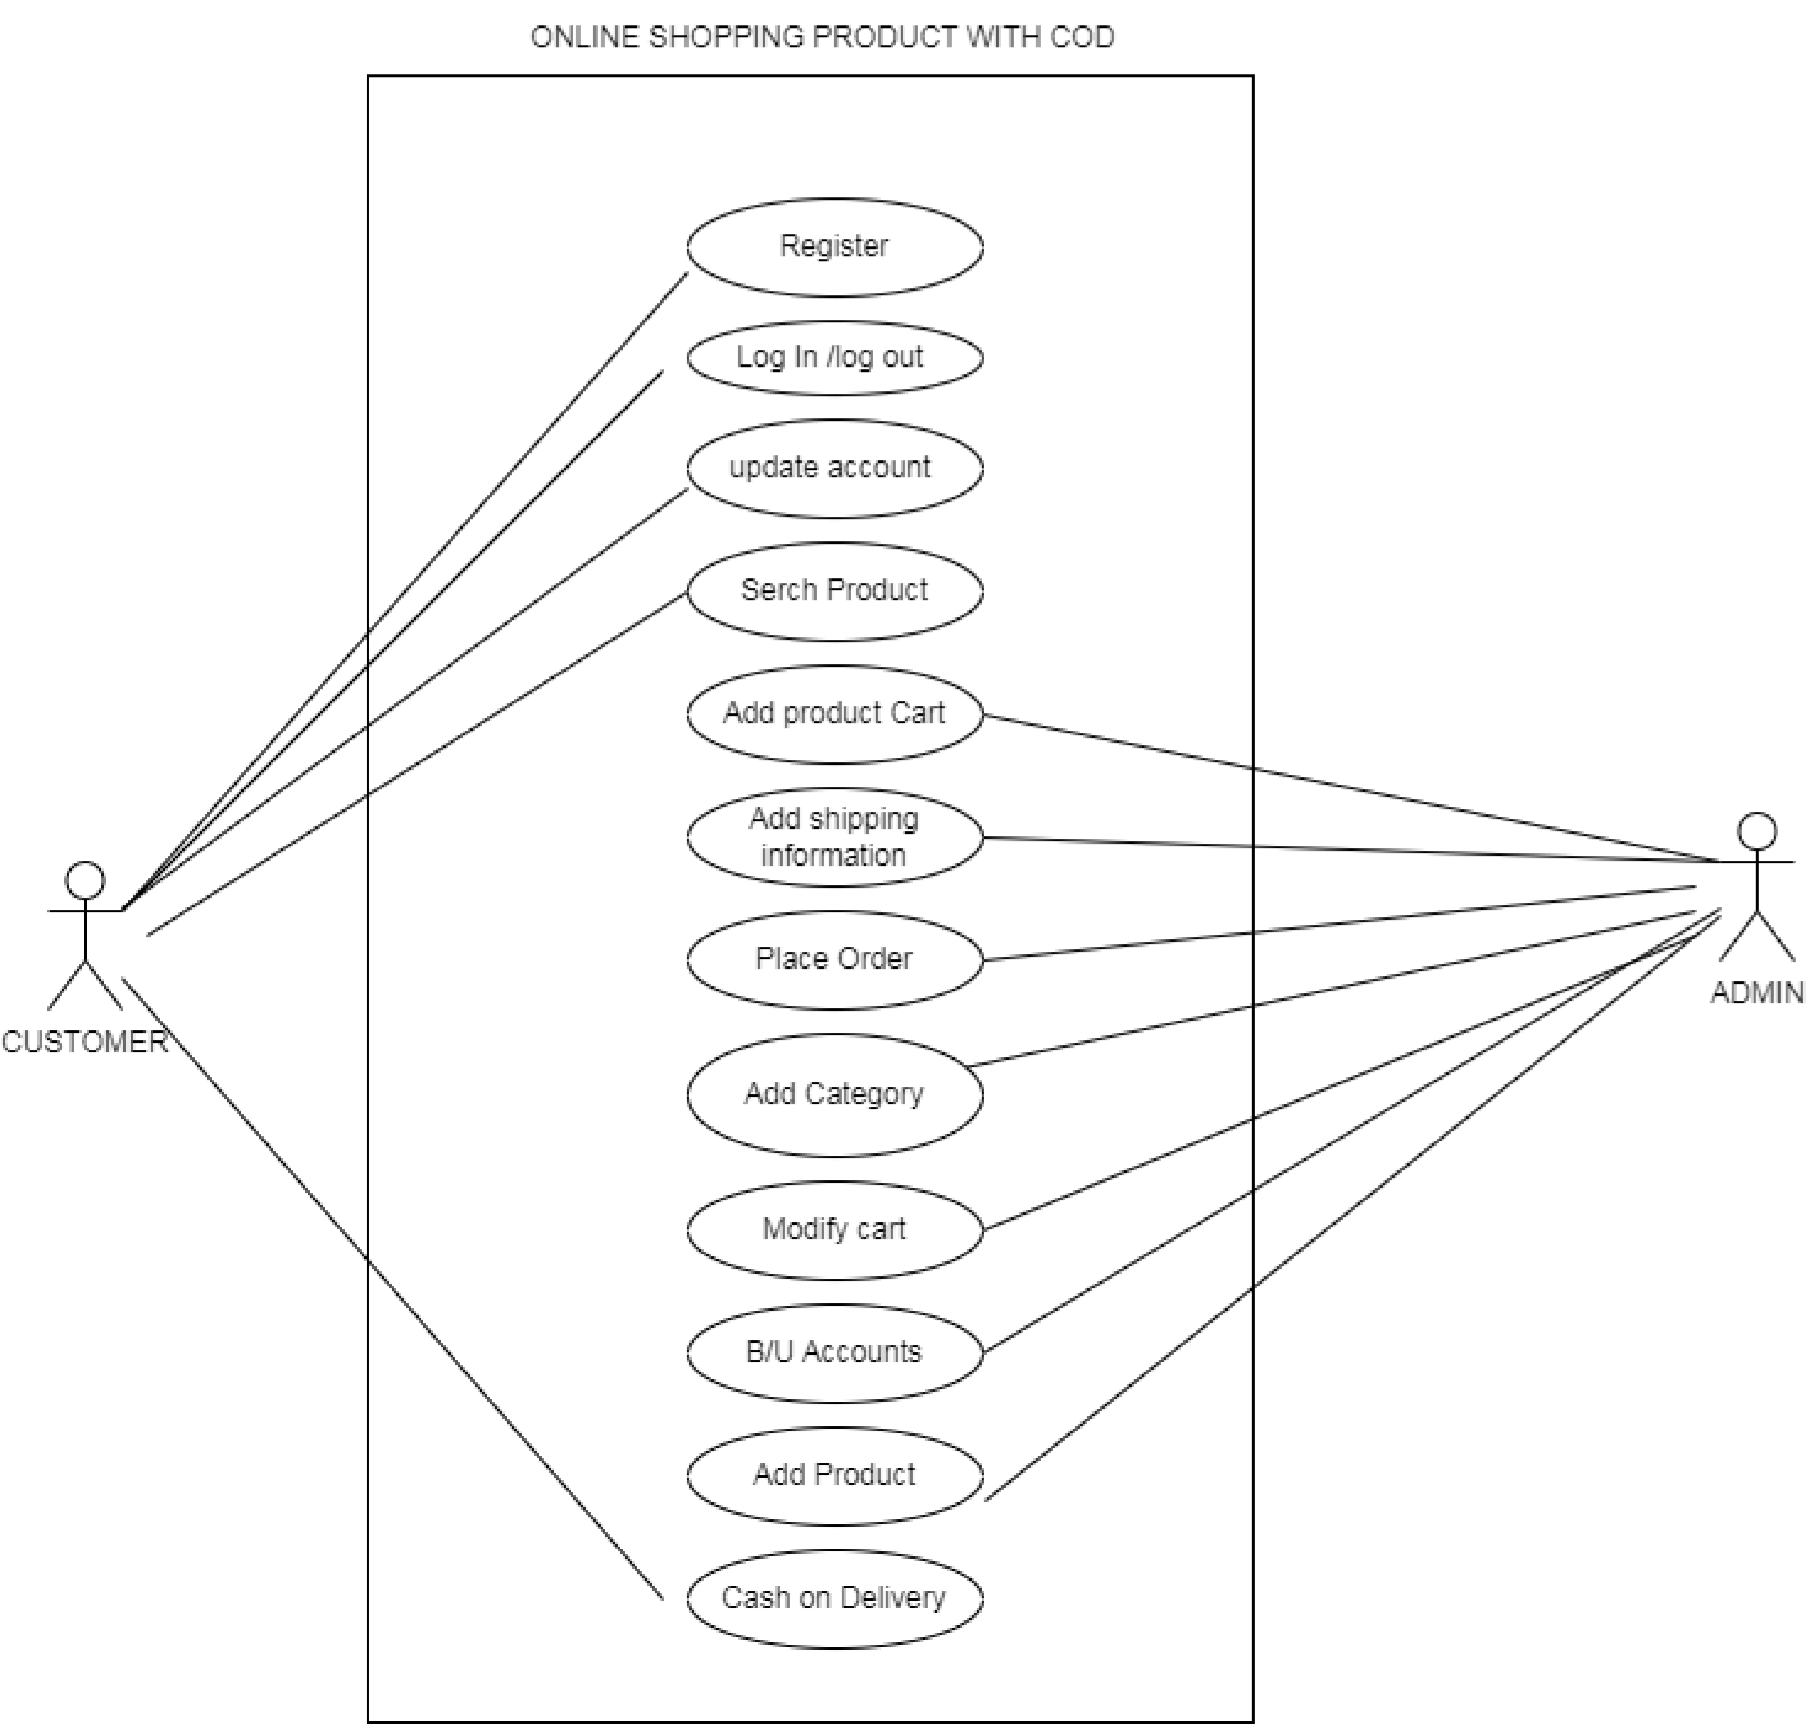 ONLINE SHOPPING PRODUCT WITH COD
Register
Log In /log out
update account
Serch Product
Add product Cart
Add shipping
information
Place Order
Add Category
Modify cart
B/U Accounts
Add Product
Cash on Delivery
CUSTOMER
ADMIN